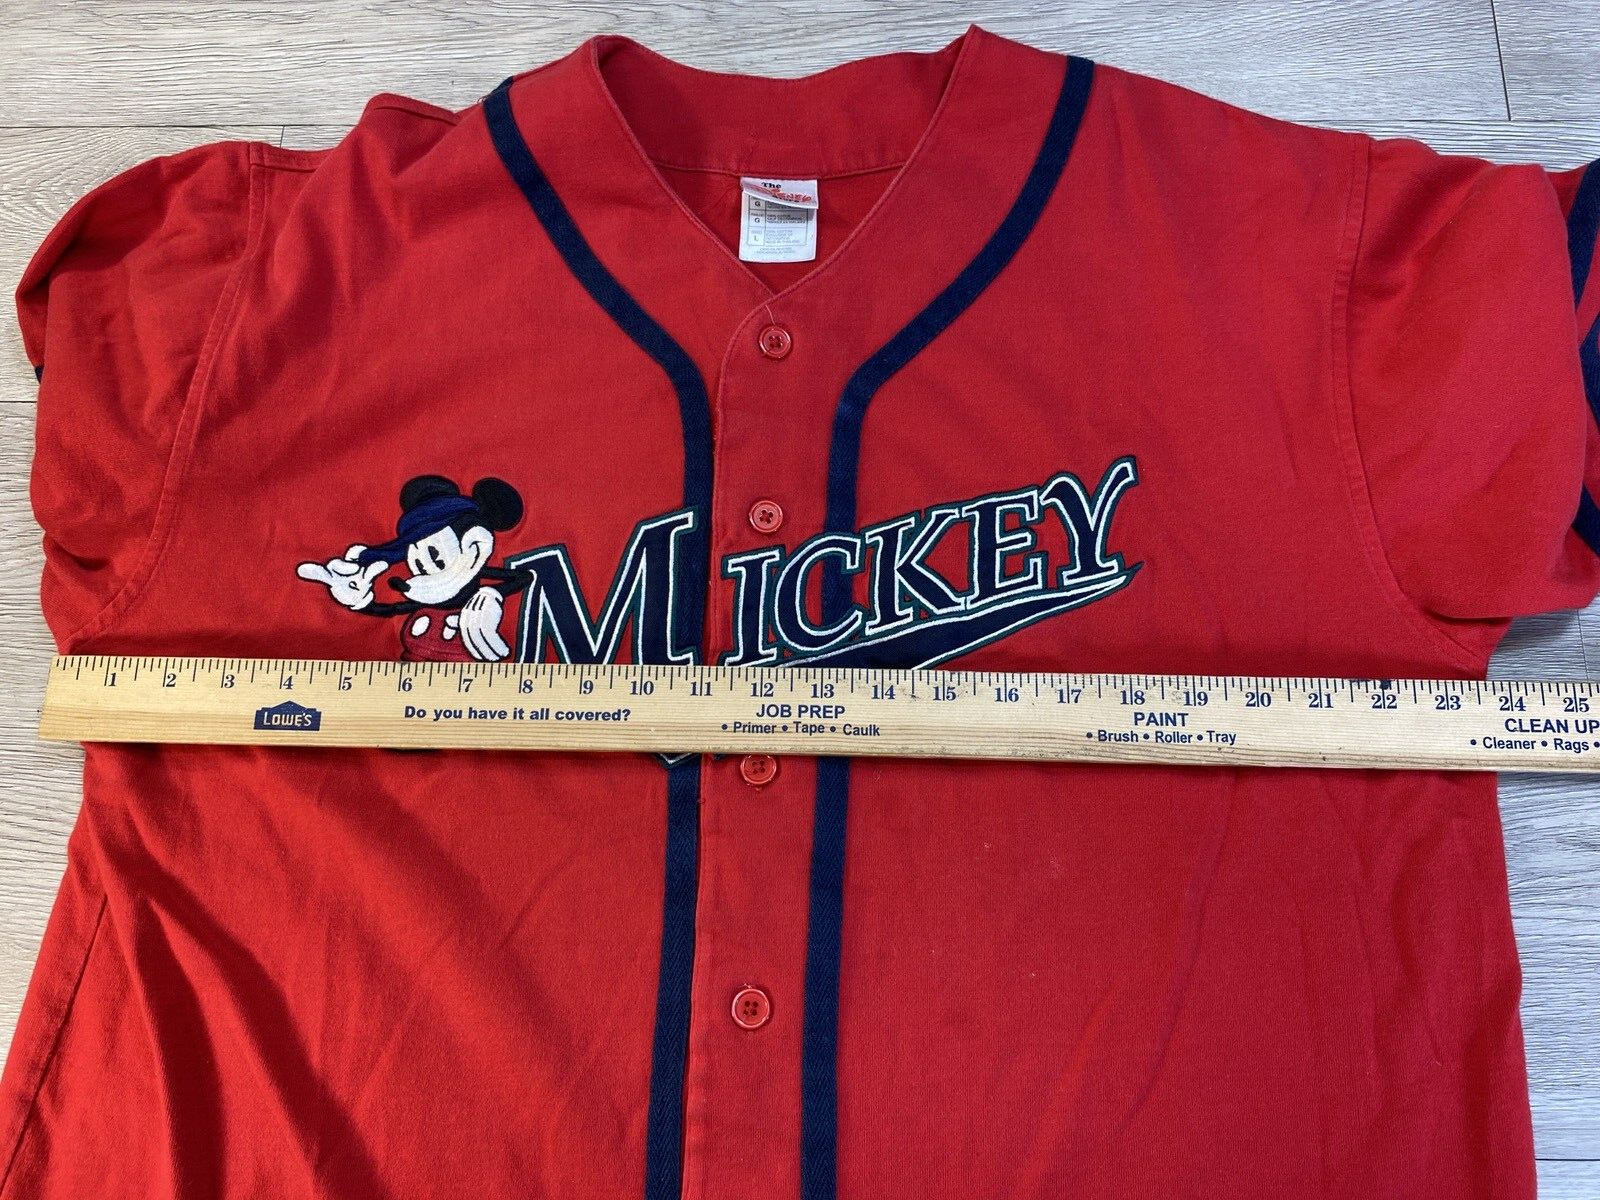 The
G
G
L
MICKEY
1 2 3 4 5 6 7 8 9 10 11 12 13 14 15 16 17 18 19 20 21 22 23 24 25
LOWE'S
Do you have it all covered?
JOB PREP
• Primer • Tape • Caulk
PAINT
• Brush • Roller • Tray
CLEAN UP
• Cleaner • Rags •